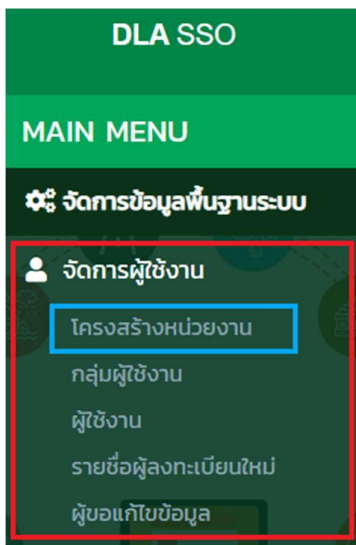 DLA SSO
MAIN MENU
จัดการข้อมูลพื้นฐานระบบ
จัดการผู้ใช้งาน
โครงสร้างหน่วยงาน
กลุ่มผู้ใช้งาน
ผู้ใช้งาน
รายชื่อผู้ลงทะเบียนใหม่
ผู้ขอแก้ไขข้อมูล